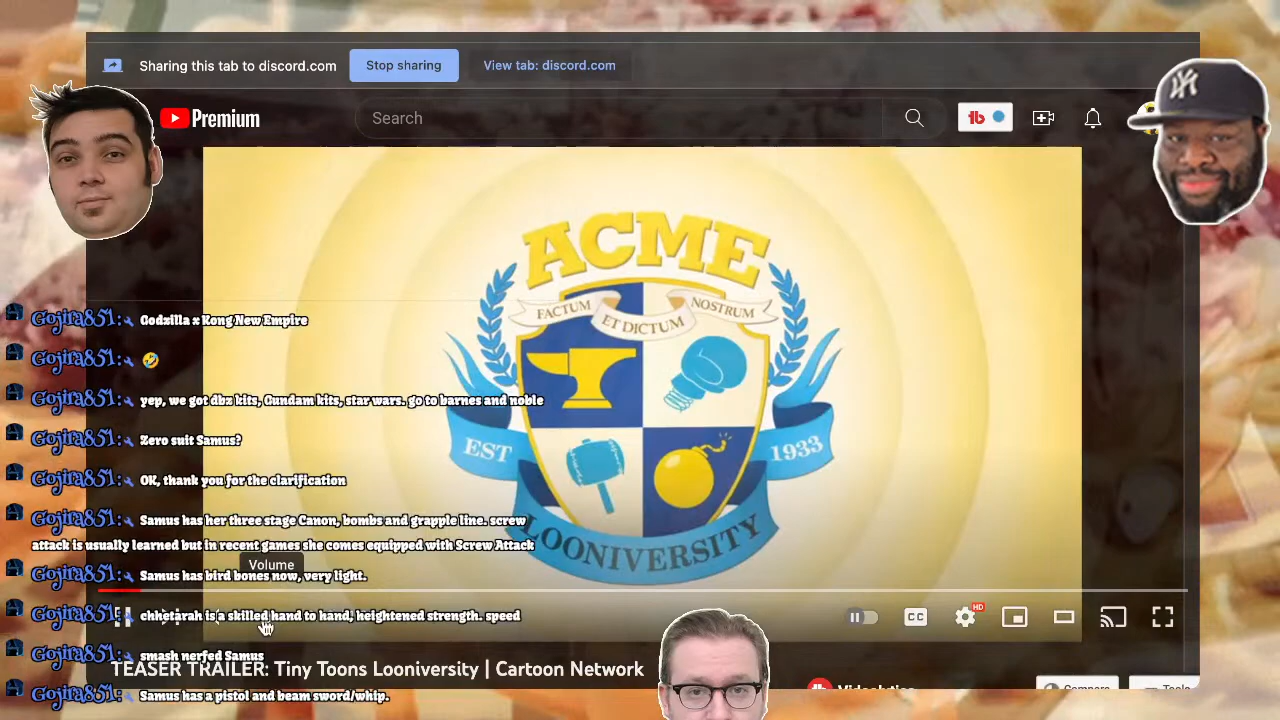 Sharing this tab to discord.com
Stop sharing
View tab: discord.com
Premium
Search
ACME
FACTUM
ET DICTUM
NOSTRUM
EST
1933
LOONIVERSITY
Gojira851: Godzilla x Kong New Empire
Gojira851: 🤣
Gojira851: yep, we got dbz kits, Gundam kits, star wars. go to barnes and noble
Gojira851: Zero suit Samus?
Gojira851: OK, thank you for the clarification
Gojira851: Samus has her three stage Canon, bombs and grapple line. screw
attack is usually learned but in recent games she comes equipped with Screw Attack
Volume
Gojira851: Samus has bird bones now, very light.
Gojira851: chhetarah is a skilled hand to hand, heightened strength. speed
CC
HD
Gojira851: smash nerfed Samus
TEASER TRAILER: Tiny Toons Looniversity | Cartoon Network
Gojira851: Samus has a pistol and beam sword/whip.